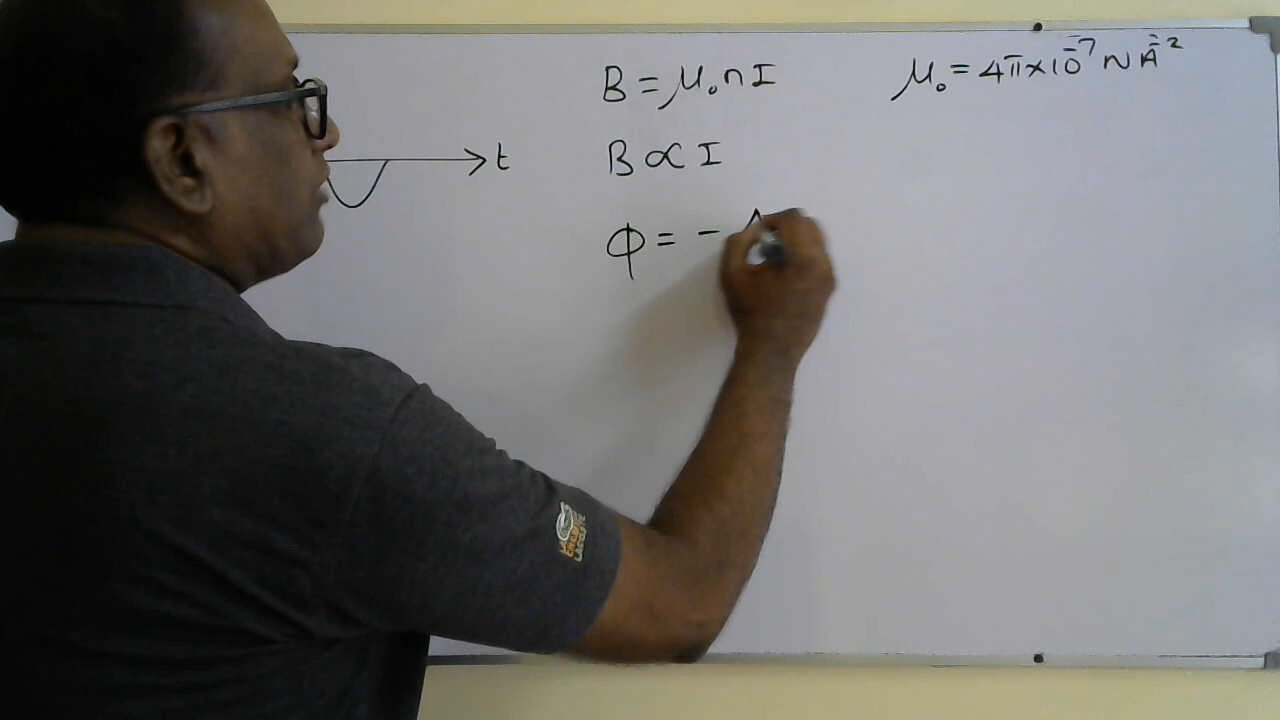 B = μ₀nI
μ₀ = 4π×10⁻⁷ N A⁻²
t
B ∝ I
φ = -